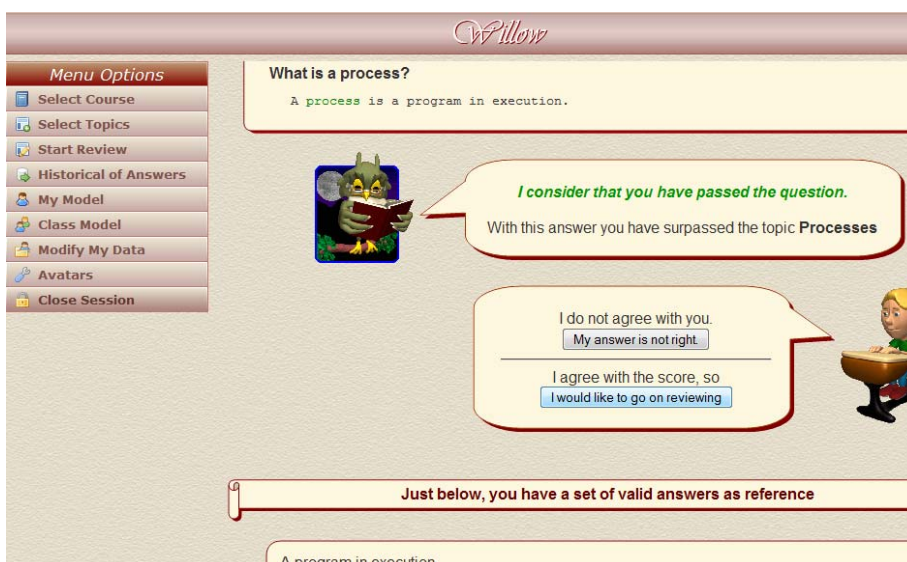 Willow
Menu Options
Select Course
Select Topics
Start Review
Historical of Answers
My Model
Class Model
Modify My Data
Avatars
Close Session
What is a process?
A process is a program in execution.
I consider that you have passed the question.
With this answer you have surpassed the topic Processes
I do not agree with you.
My answer is not right.
I agree with the score, so
I would like to go on reviewing
Just below, you have a set of valid answers as reference
A program in execution